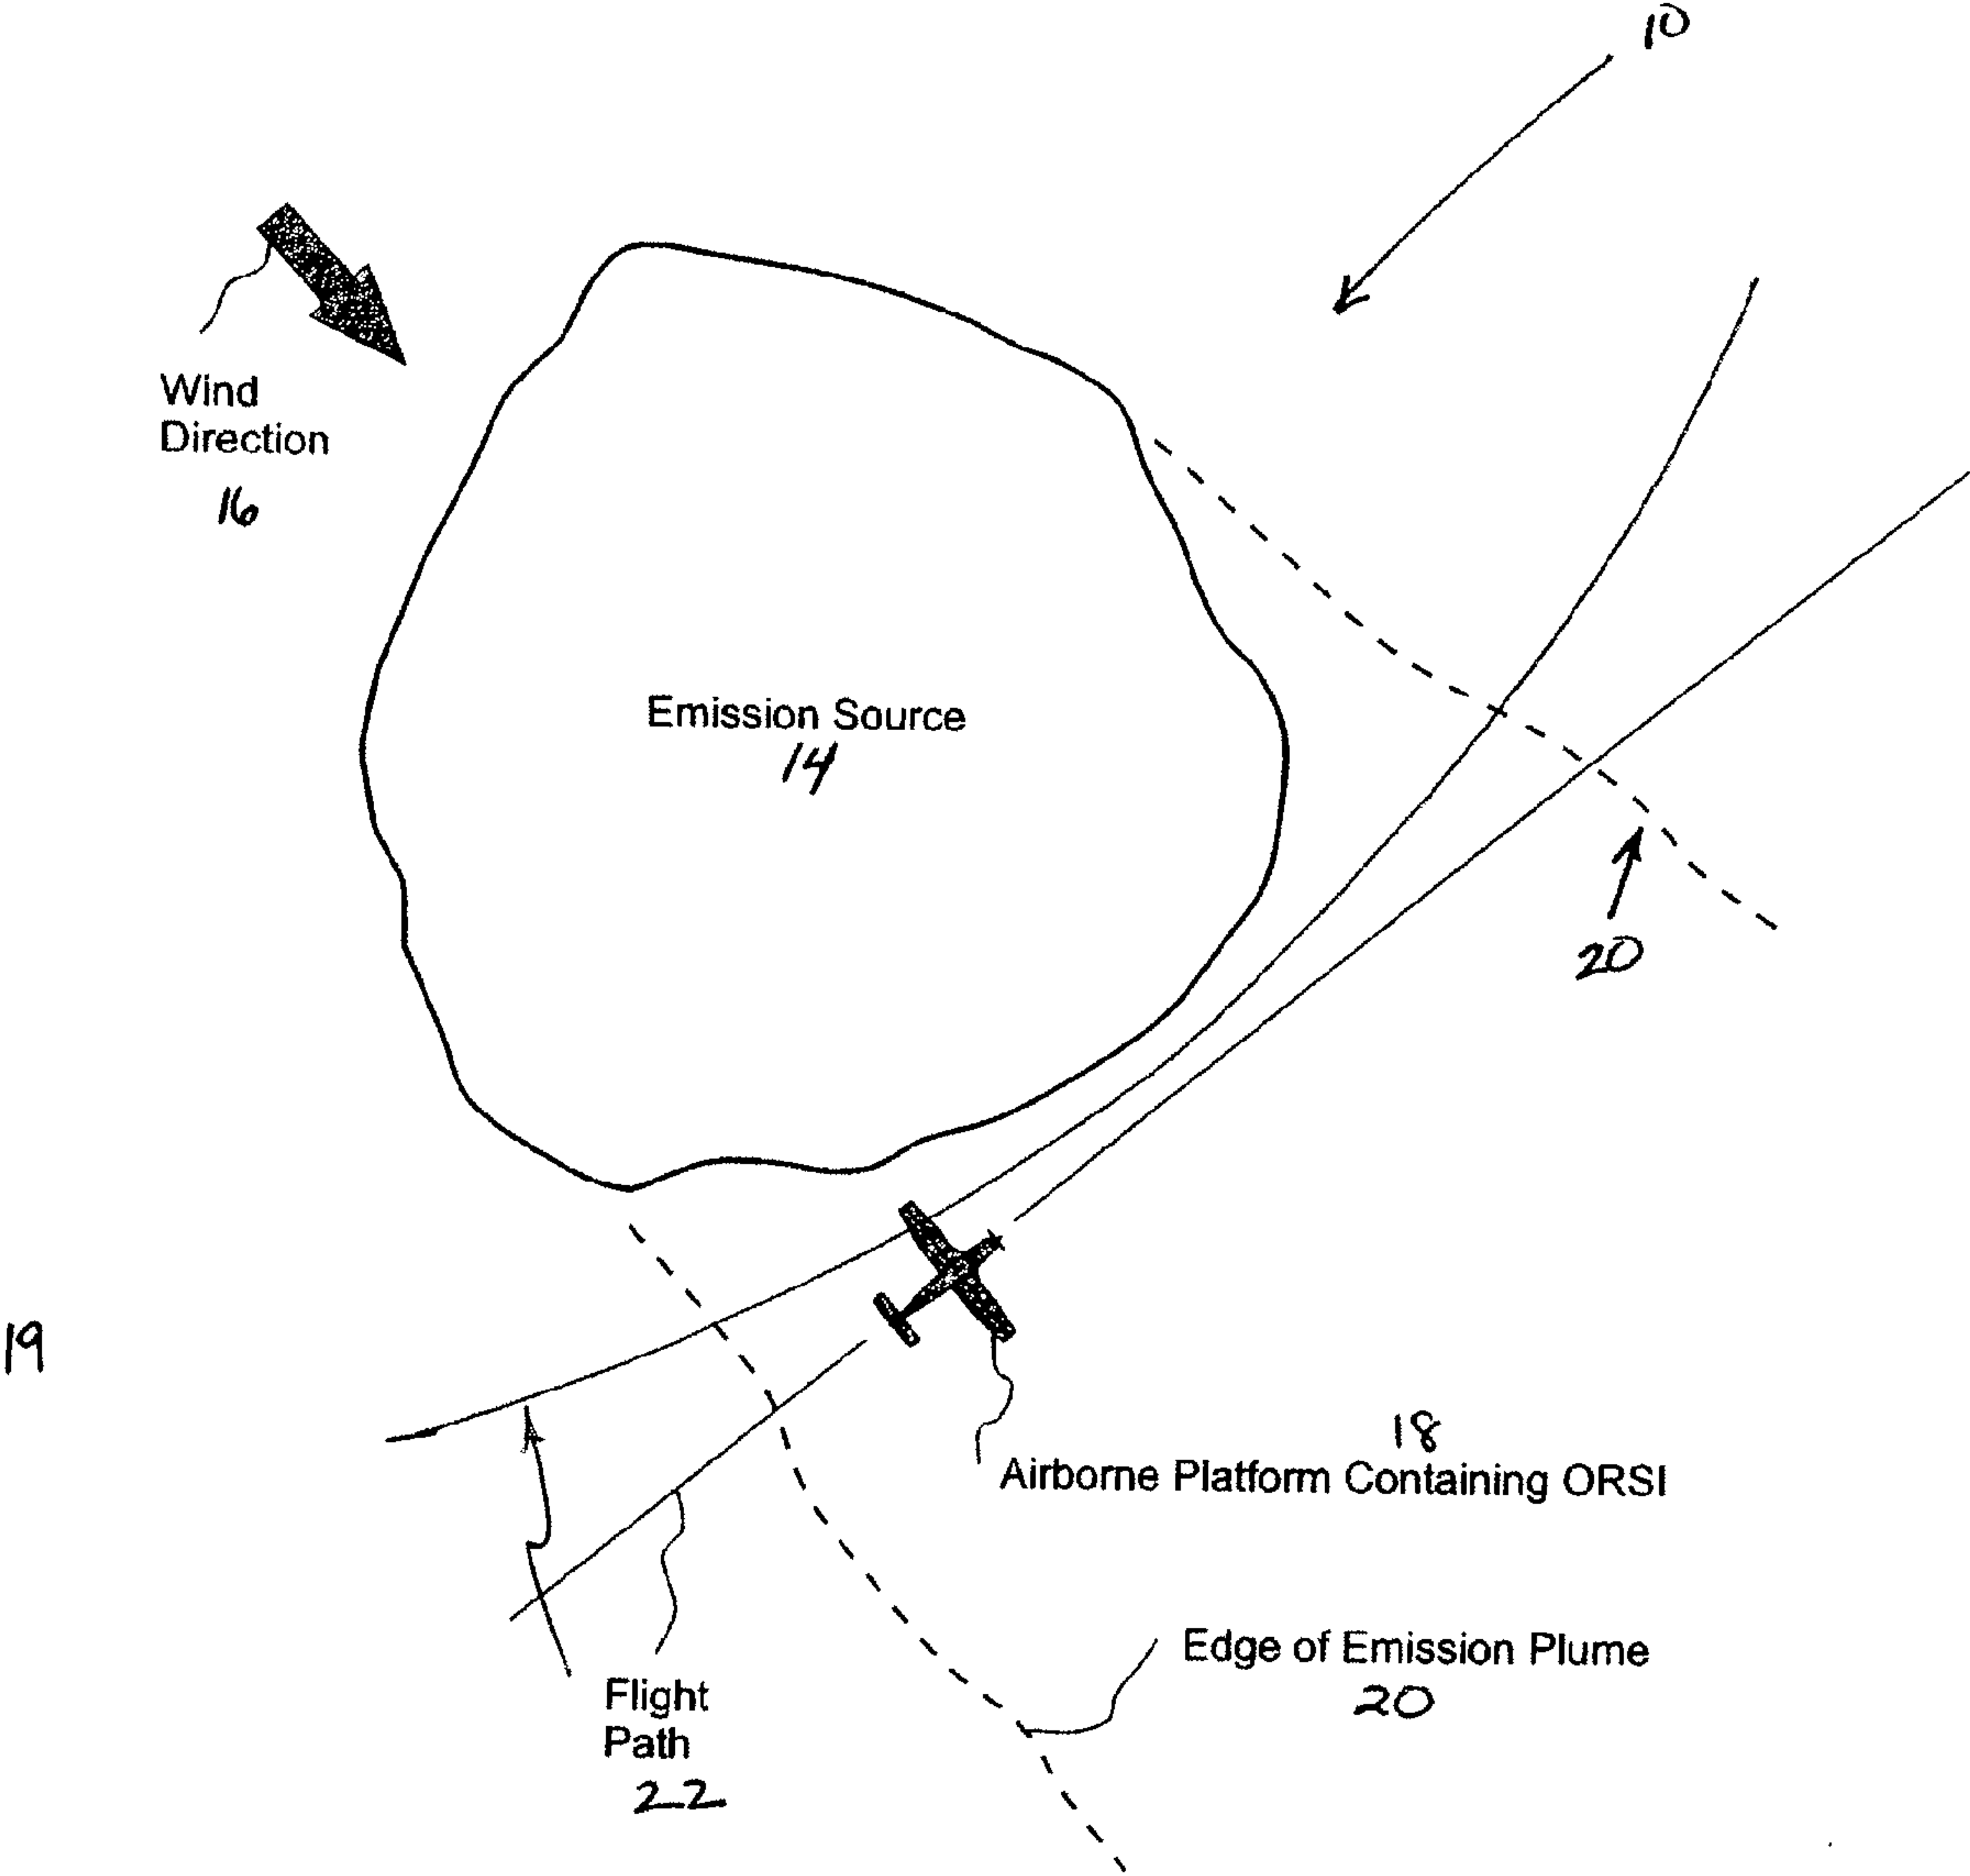 10
Wind
Direction
16
Emission Source
14
20
19
18
Airborne Platform Containing ORSI
Edge of Emission Plume
20
Flight
Path
22